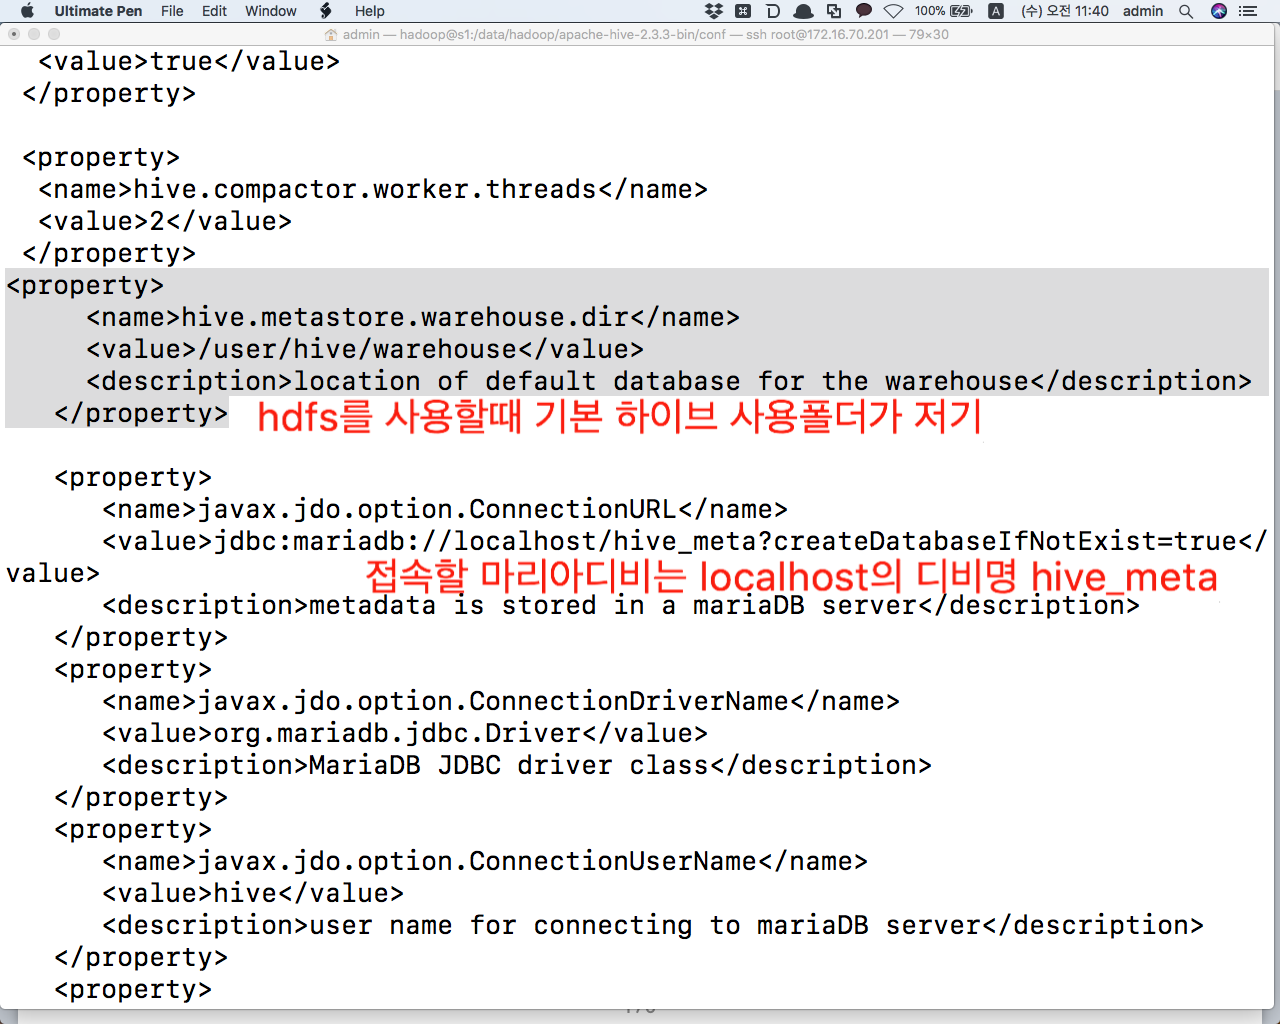 Ultimate Pen File Edit Window Help 100% A (수) 오전 11:40 admin
admin — hadoop@s1:/data/hadoop/apache-hive-2.3.3-bin/conf — ssh root@172.16.70.201 — 79×30
<value>true</value>
</property>
<property>
<name>hive.compactor.worker.threads</name>
<value>2</value>
</property>
<property>
<name>hive.metastore.warehouse.dir</name>
<value>/user/hive/warehouse</value>
<description>location of default database for the warehouse</description>
</property>
hdfs를 사용할때 기본 하이브 사용폴더가 저기
<property>
<name>javax.jdo.option.ConnectionURL</name>
<value>jdbc:mariadb://localhost/hive_meta?createDatabaseIfNotExist=true</
value>
접속할 마리아디비는 localhost의 디비명 hive_meta
<description>metadata is stored in a mariaDB server</description>
</property>
<property>
<name>javax.jdo.option.ConnectionDriverName</name>
<value>org.mariadb.jdbc.Driver</value>
<description>MariaDB JDBC driver class</description>
</property>
<property>
<name>javax.jdo.option.ConnectionUserName</name>
<value>hive</value>
<description>user name for connecting to mariaDB server</description>
</property>
<property>